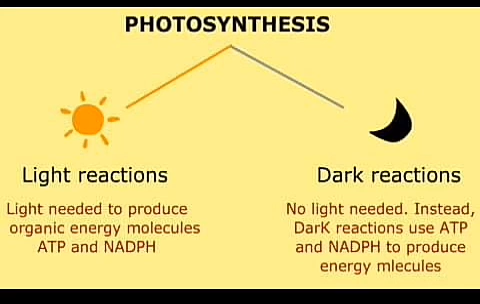 PHOTOSYNTHESIS
Light reactions
Light needed to produce
organic energy molecules
ATP and NADPH
Dark reactions
No light needed. Instead,
DarK reactions use ATP
and NADPH to produce
energy mlecules